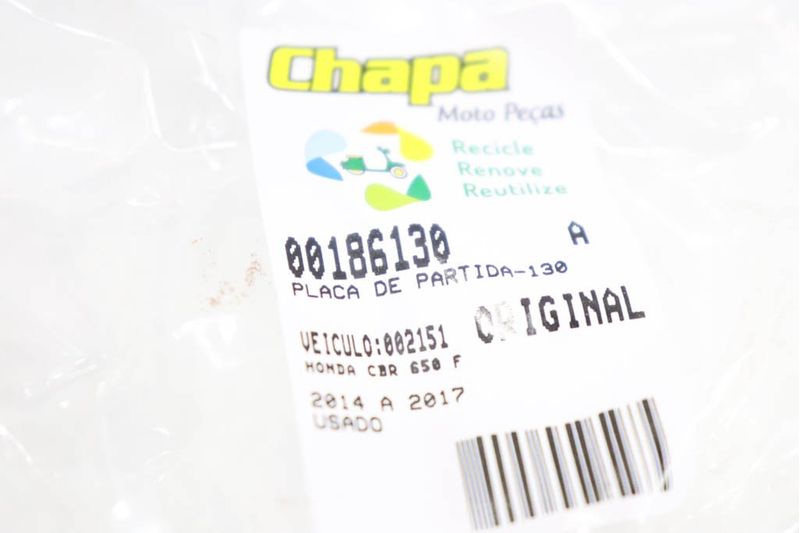 Chapa
Moto Peças
Recicle
Renove
Reutilize
00186130 A
PLACA DE PARTIDA-130
ORIGINAL
VEICULO:002151
HONDA CBR 650 F
2014 A 2017
USADO